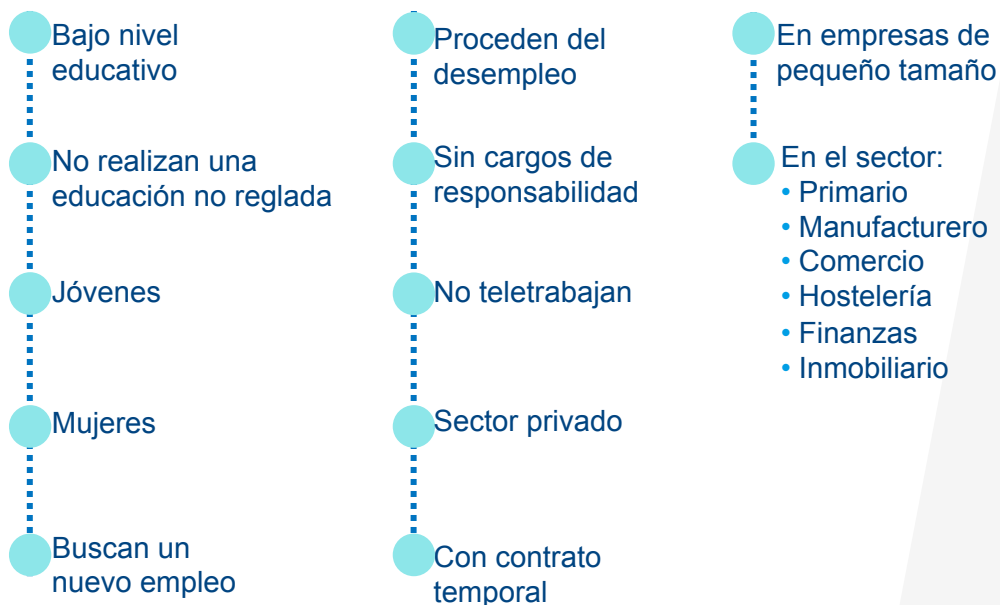 Bajo nivel
educativo
No realizan una
educación no reglada
Jóvenes
Mujeres
Buscan un
nuevo empleo
Proceden del
desempleo
Sin cargos de
responsabilidad
No teletrabajan
Sector privado
Con contrato
temporal
En empresas de
pequeño tamaño
En el sector:
• Primario
• Manufacturero
• Comercio
• Hostelería
• Finanzas
• Inmobiliario